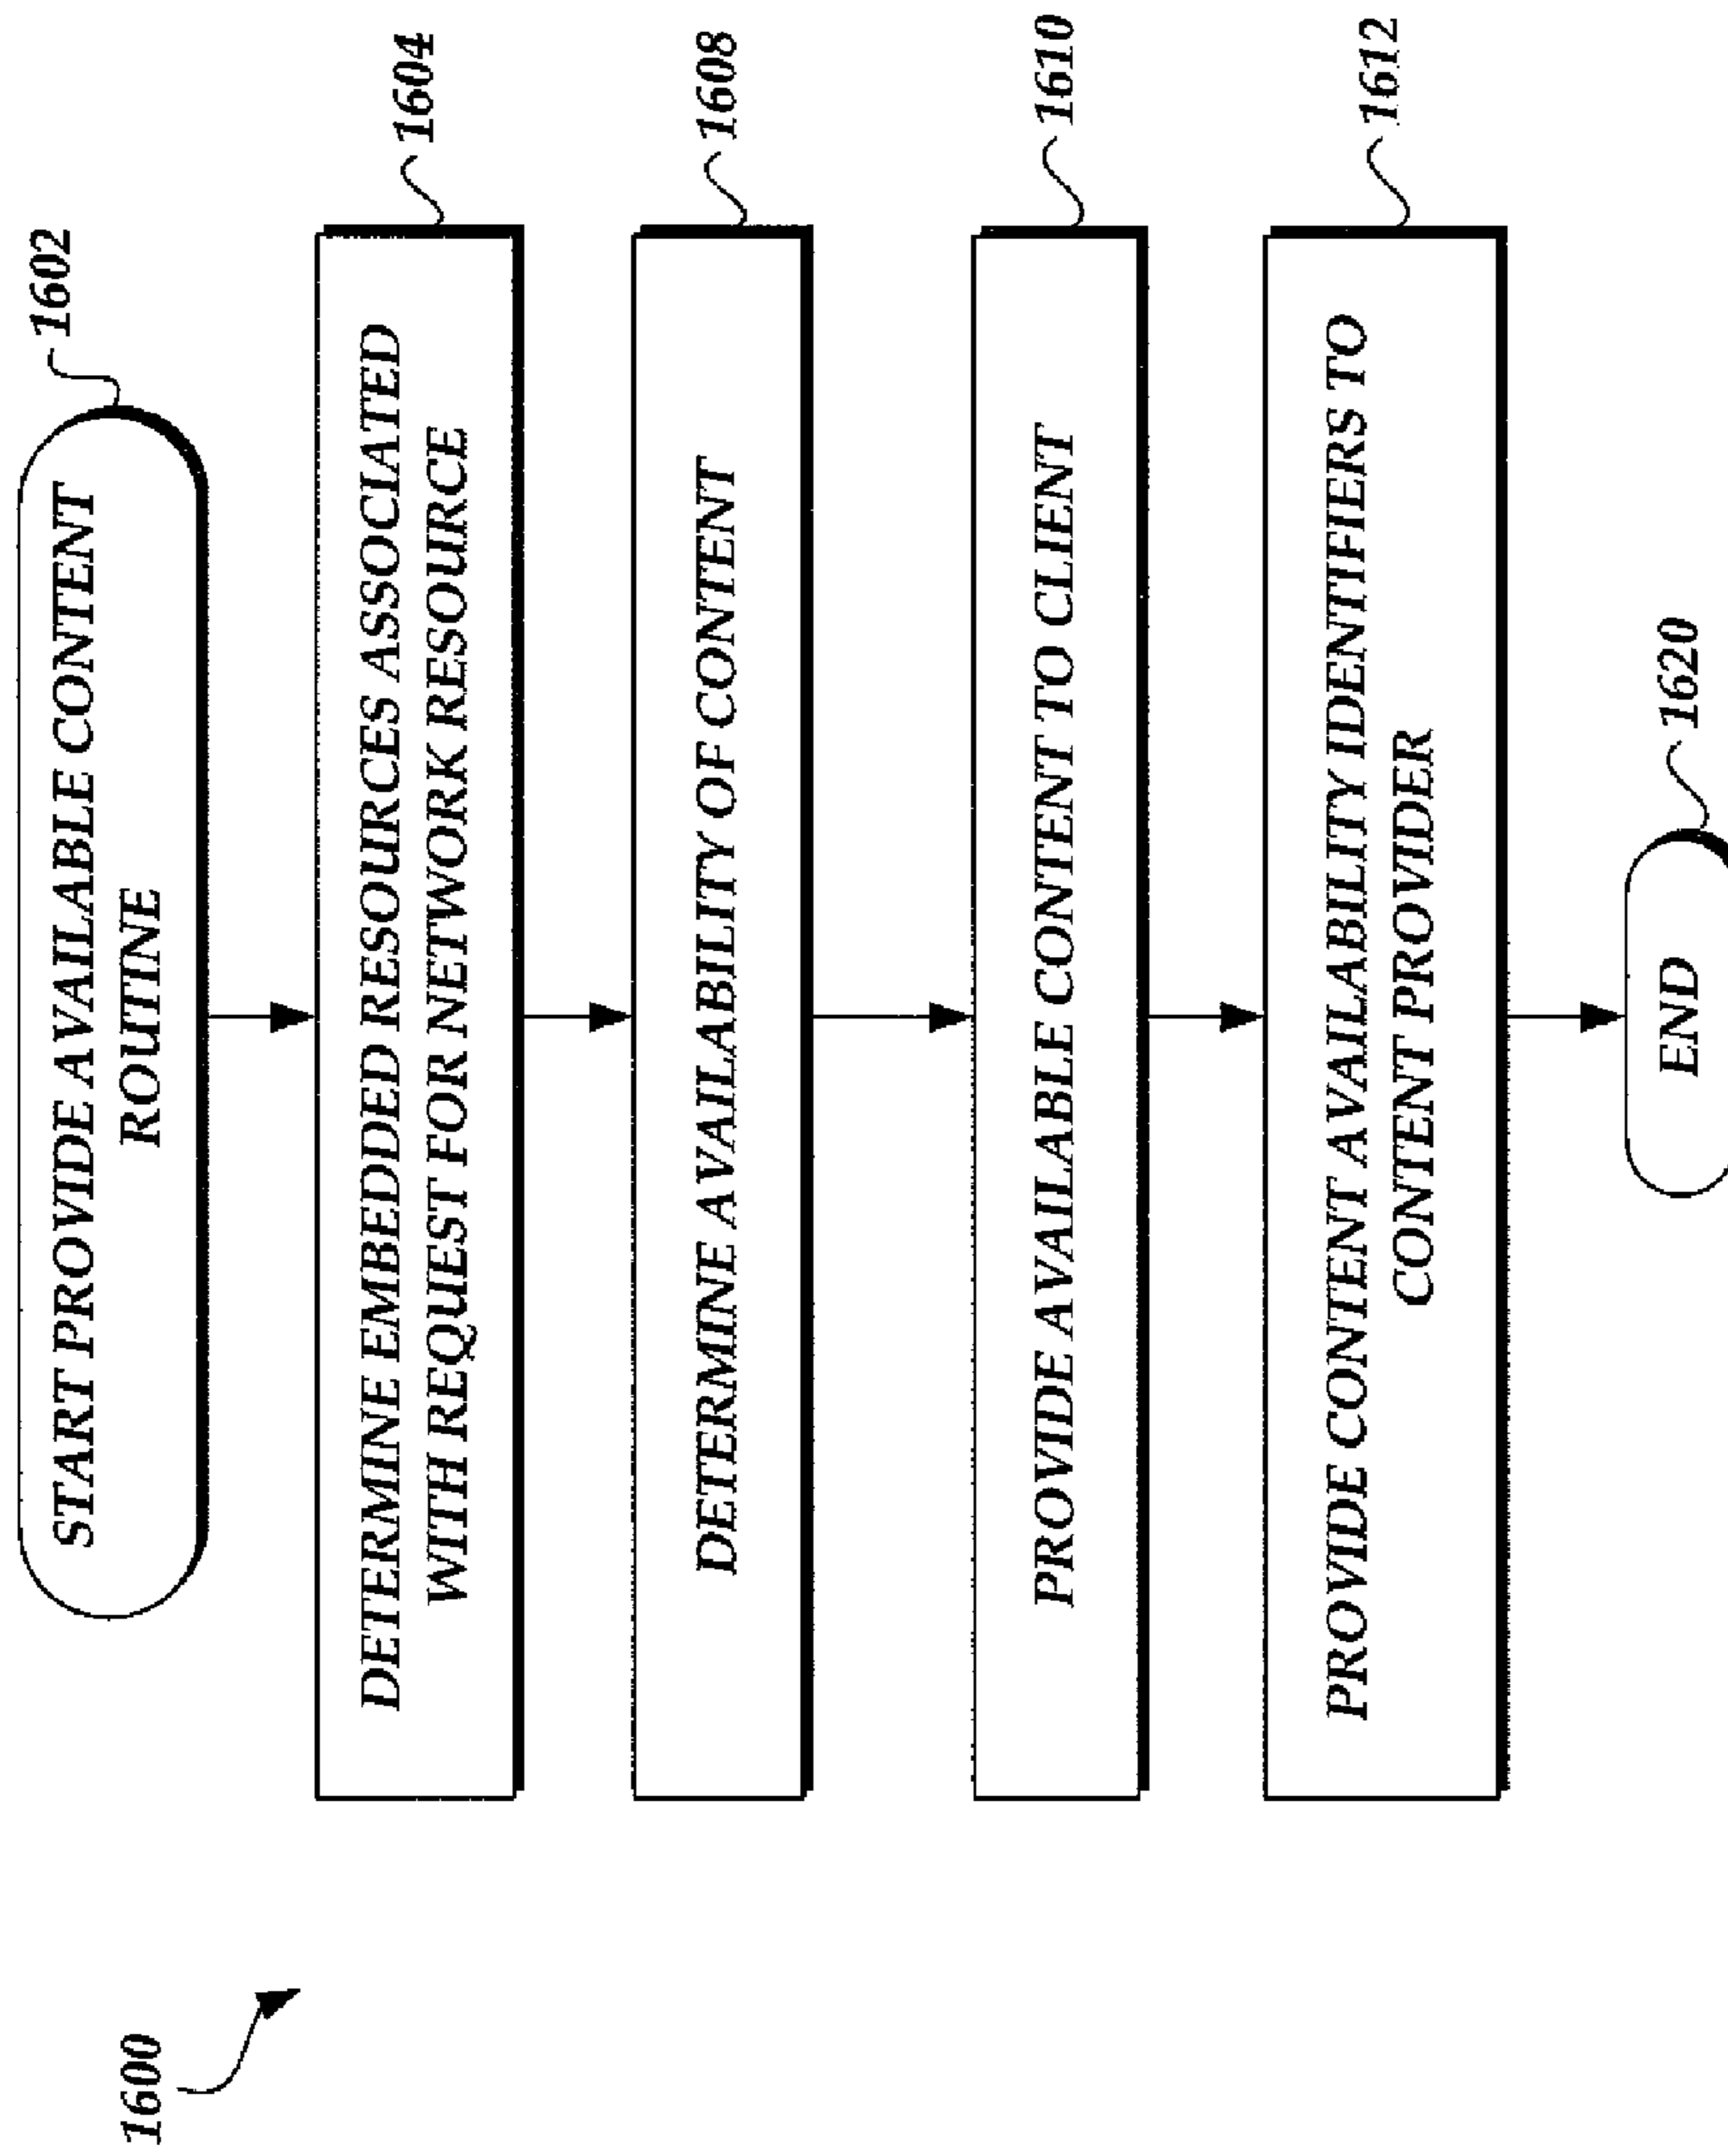 1600
START PROVIDE AVAILABLE CONTENT
ROUTINE
1602
DETERMINE EMBEDDED RESOURCES ASSOCIATED
WITH REQUEST FOR NETWORK RESOURCE
1604
DETERMINE AVAILABILITY OF CONTENT
1608
PROVIDE AVAILABLE CONTENT TO CLIENT
1610
PROVIDE CONTENT AVAILABILITY IDENTIFIERS TO
CONTENT PROVIDER
1612
END
1620